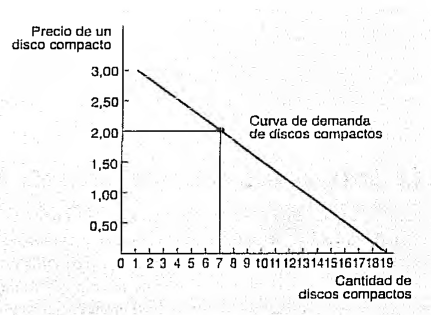 Precio de un
disco compacto
3,00
2,50
2,00
1,50
1,00
0,50
Curva de demanda
de discos compactos
0 1 2 3 4 5 6 7 8 9 10 11 12 13 14 15 16 17 18 19
Cantidad de
discos compactos